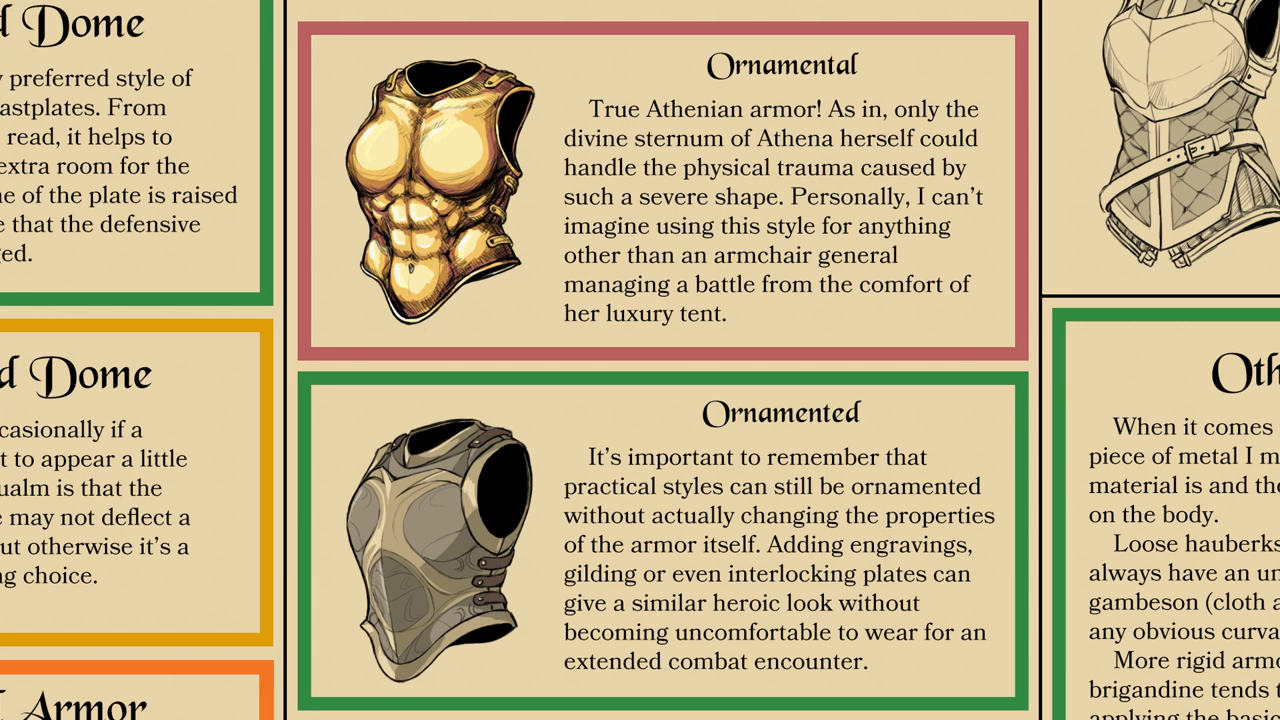 d Dome
preferred style of
astplates. From
read, it helps to
extra room for the
e of the plate is raised
e that the defensive
ged.
d Dome
casionally if a
t to appear a little
ualm is that the
e may not deflect a
ut otherwise it's a
ng choice.
Armor
Ornamental
True Athenian armor! As in, only the
divine sternum of Athena herself could
handle the physical trauma caused by
such a severe shape. Personally, I can't
imagine using this style for anything
other than an armchair general
managing a battle from the comfort of
her luxury tent.
Ornamented
It's important to remember that
practical styles can still be ornamented
without actually changing the properties
of the armor itself. Adding engravings,
gilding or even interlocking plates can
give a similar heroic look without
becoming uncomfortable to wear for an
extended combat encounter.
Oth
When it comes
piece of metal I m
material is and the
on the body.
Loose hauberks
always have an un
gambeson (cloth a
any obvious curva
More rigid armo
brigandine tends t
applying the basic